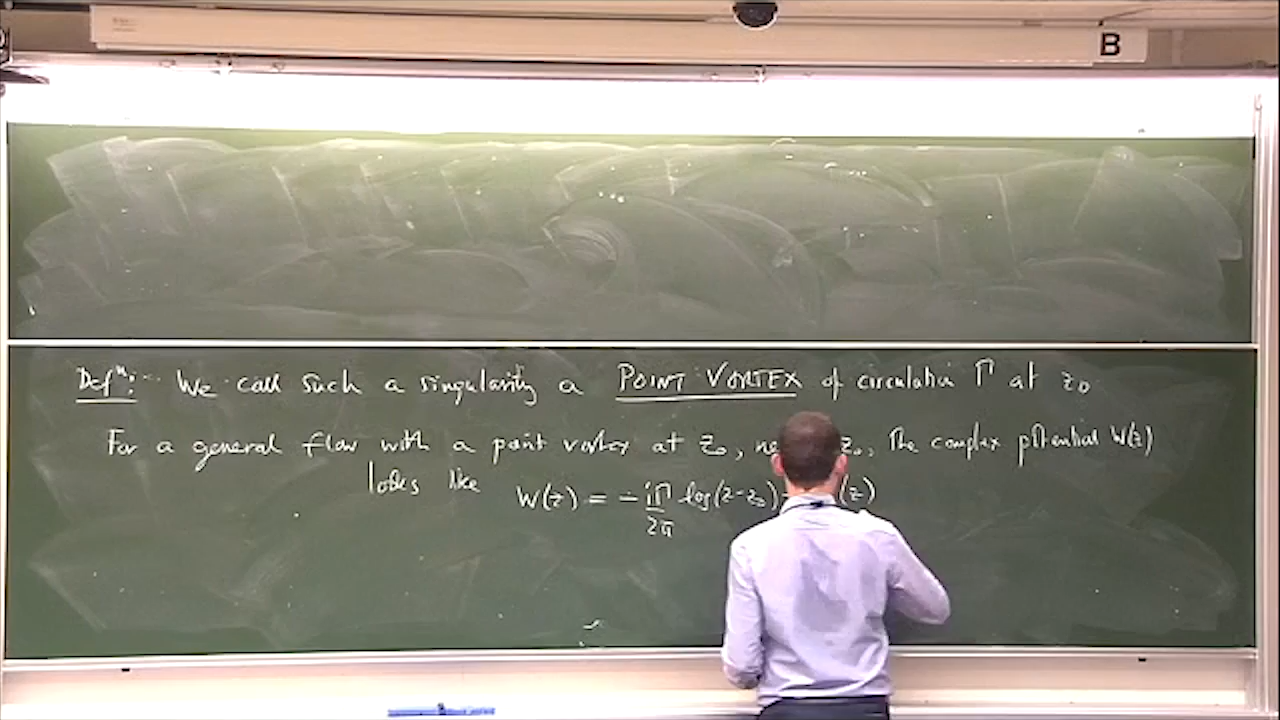 B
Defⁿ:- We call such a singularity a POINT VORTEX of circulation Γ at z₀
For a general flow with a point vortex at z₀, z₀, the complex potential W(z)
looks like W(z) = - iΓ/2π log(z-z₀) (z)